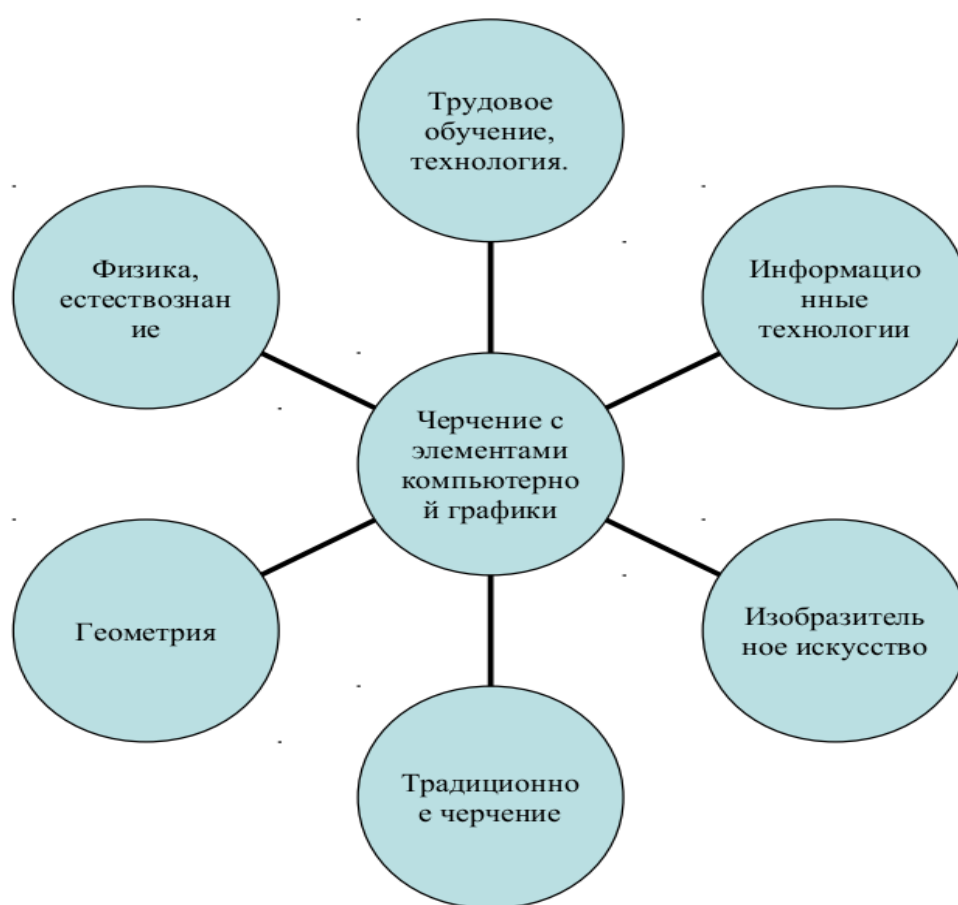 Трудовое
обучение,
технология.
Физика,
естествознан
ие
Информацио
нные
технологии
Черчение с
элементами
компьютерно
й графики
Геометрия
Изобразитель
ное искусство
Традиционно
е черчение